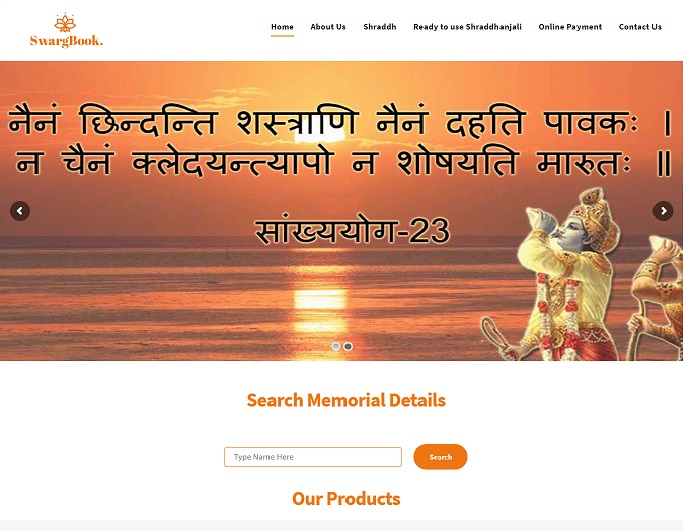 SwargBook.
Home About Us Shraddh Ready to use Shraddhanjali Online Payment Contact Us
नैनं छिन्दन्ति शस्त्राणि नैनं दहति पावकः ।
न चैनं क्लेदयन्त्यापो न शोषयति मारुतः ॥
सांख्ययोग-23
Search Memorial Details
Type Name Here Search
Our Products